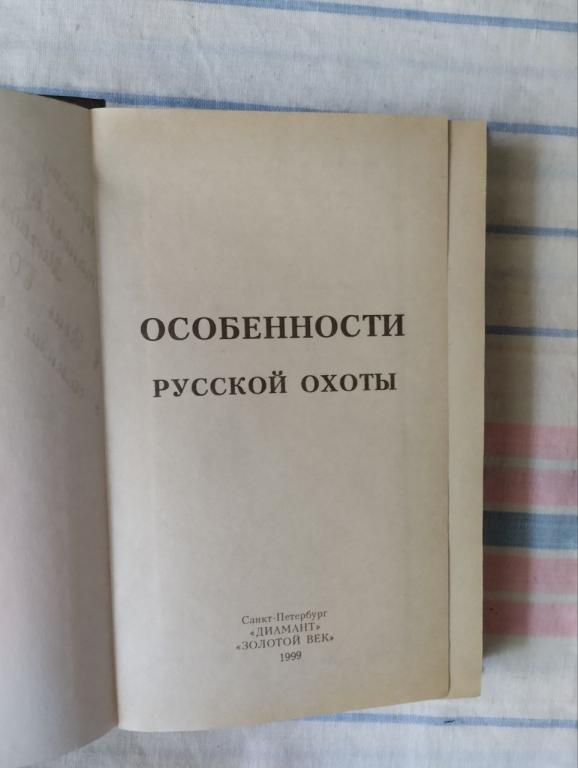 ОСОБЕННОСТИ
РУССКОЙ ОХОТЫ
Санкт-Петербург
«ДИАМАНТ»
«ЗОЛОТОЙ ВЕК»
1999